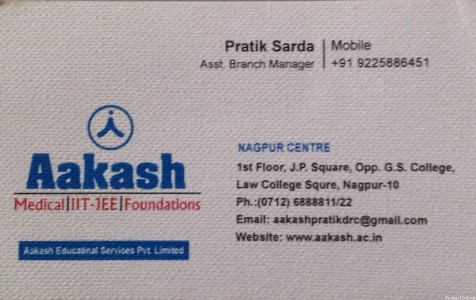 Pratik Sarda | Mobile
Asst. Branch Manager | +91 9225886451
Aakash
Medical|IIT-JEE|Foundations
Aakash Educatinal Services Pvt. Limited
NAGPUR CENTRE
1st Floor, J.P. Square, Opp. G.S. College,
Law College Squre, Nagpur-10
Ph.:(0712) 6888811/22
Email: aakashpratikdrc@gmail.com
Website: www.aakash.ac.in